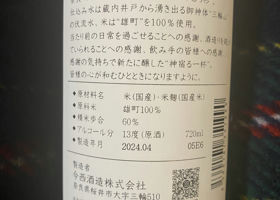 仕込み水は蔵内井戸から湧き出る御神体“三輪山”
の伏流水、米は“雄町”を100％使用。
当たり前の日常を過ごせることへの感謝、酒造りを
ていられることへの感謝、飲み手の皆様への感謝、
感謝の気持ちで新たに醸した“神宿る一杯”
皆様の心が和むひとときになりますように。
●原材料名 米(国産)・米麹(国産米)
●原料米 雄町100％
●精米歩合 60％
●アルコール分 13度(原酒) 720ml
●製造年月 2024.04 05E6
製造者
今西酒造株式会社
奈良県桜井市大字三輪510